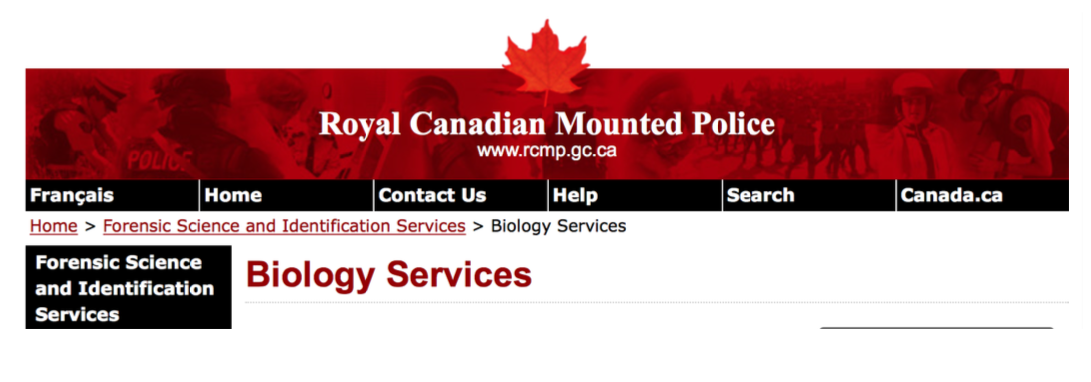 Royal Canadian Mounted Police
www.rcmp.gc.ca
POLICE
Français Home Contact Us Help Search Canada.ca
Home > Forensic Science and Identification Services > Biology Services
Forensic Science
and Identification
Services
Biology Services